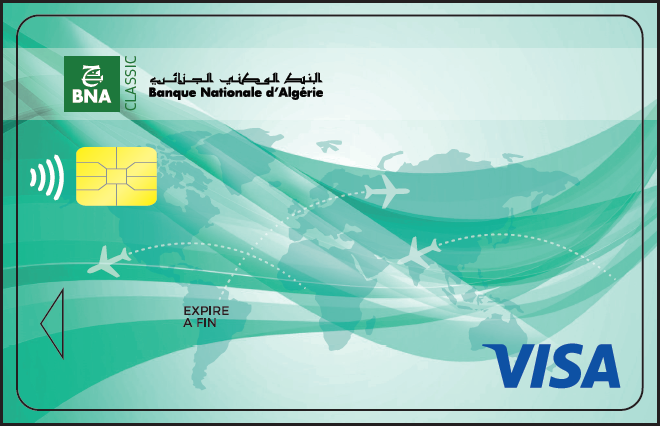 BNA
CLASSIC
البنك الوطني الجزائري
Banque Nationale d'Algérie
EXPIRE
A FIN
VISA